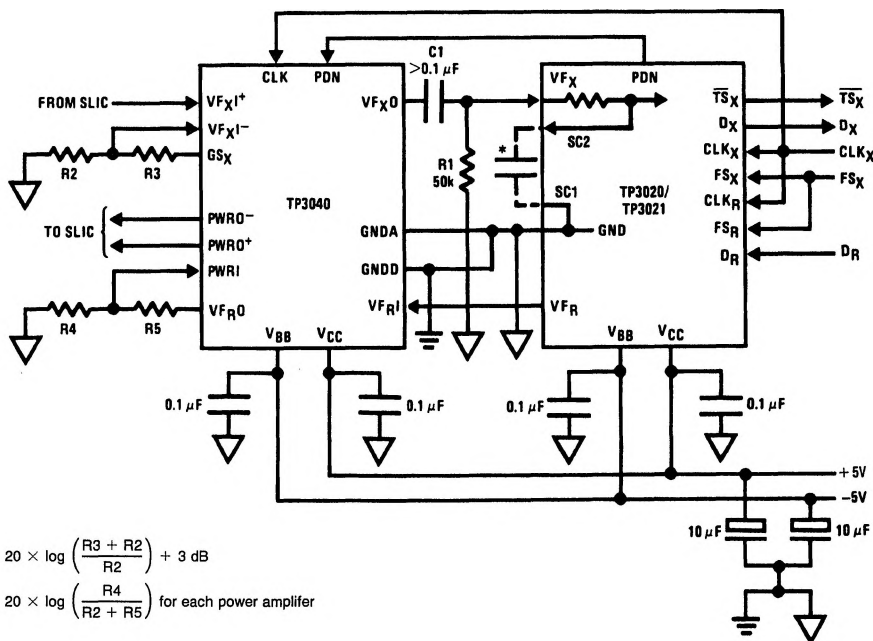 C1
>0.1 μF
CLK
PDN
FROM SLIC
VFXI+
VFXI−
GSX
R2
R3
TO SLIC
PWRO−
PWRO+
PWRI
VFRO
R4
R5
TP3040
VFXO
GNDA
GNDD
VFRI
VBB
VCC
R1
50k
*
VFX
PDN
SC2
SC1
GND
TP3020/
TP3021
VFR
VBB
VCC
TSX
DX
CLKX
FSX
CLKR
FSR
DR
TSX
DX
CLKX
FSX
DR
0.1 μF
0.1 μF
0.1 μF
0.1 μF
+5V
−5V
10 μF
10 μF
20 × log (R3 + R2 / R2) + 3 dB
20 × log (R4 / R2 + R5) for each power amplifer